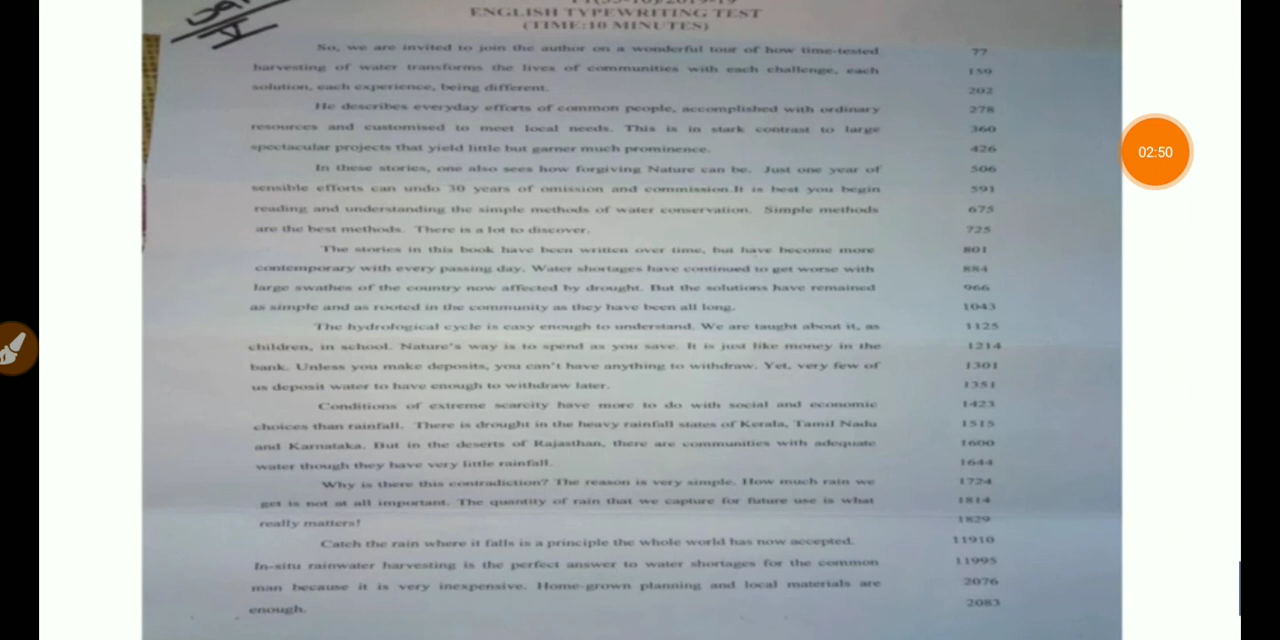 ENGLISH TYPEWRITING TEST
(TIME:10 MINUTES)
So, we are invited to join the author on a wonderful tour of how time-tested 77
harvesting of water transforms the lives of communities with each challenge, each 159
solution, each experience, being different. 202
He describes everyday efforts of common people, accomplished with ordinary 278
resources and customised to meet local needs. This is in stark contrast to large 360
spectacular projects that yield little but garner much prominence. 426
In these stories, one also sees how forgiving Nature can be. Just one year of 506
sensible efforts can undo 30 years of omission and commission.It is best you begin 591
reading and understanding the simple methods of water conservation. Simple methods 675
are the best methods. There is a lot to discover. 725
The stories in this book have been written over time, but have become more 801
contemporary with every passing day. Water shortages have continued to get worse with 884
large swathes of the country now affected by drought. But the solutions have remained 966
as simple and as rooted in the community as they have been all long. 1043
The hydrological cycle is easy enough to understand. We are taught about it, as 1125
children, in school. Nature's way is to spend as you save. It is just like money in the 1214
bank. Unless you make deposits, you can't have anything to withdraw. Yet, very few of 1301
us deposit water to have enough to withdraw later. 1351
Conditions of extreme scarcity have more to do with social and economic 1423
choices than rainfall. There is drought in the heavy rainfall states of Kerala, Tamil Nadu 1515
and Karnataka. But in the deserts of Rajasthan, there are communities with adequate 1600
water though they have very little rainfall. 1644
Why is there this contradiction? The reason is very simple. How much rain we 1724
get is not at all important. The quantity of rain that we capture for future use is what 1814
really matters! 1829
Catch the rain where it falls is a principle the whole world has now accepted. 11910
In-situ rainwater harvesting is the perfect answer to water shortages for the common 11995
man because it is very inexpensive. Home-grown planning and local materials are 2076
enough. 2083
02:50